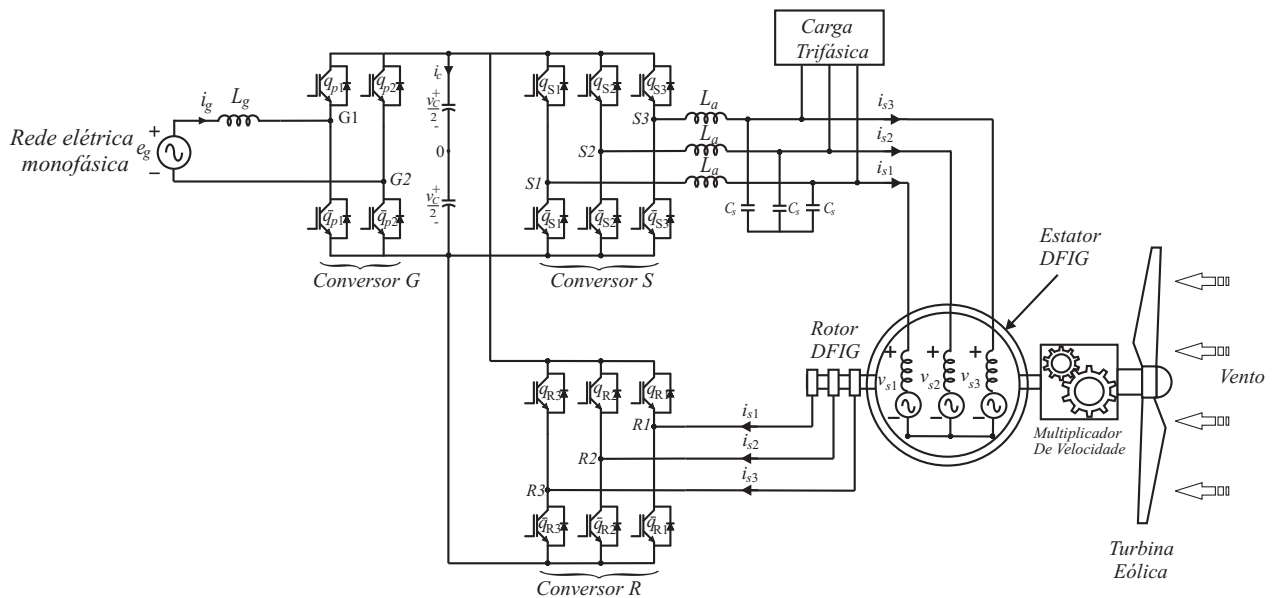 Rede elétrica
monofásica
e_g
+
−
i_g
L_g
G1
G2
q_p1
q_p2
q̄_p1
q̄_p2
Conversor G
i_c
v_C/2
+
-
0
v_C/2
+
-
q_S1
q_S2
q_S3
q̄_S1
q̄_S2
q̄_S3
S3
S2
S1
Conversor S
L_a
L_a
L_a
C_s
C_s
C_s
Carga
Trifásica
i_s3
i_s2
i_s1
Estator
DFIG
Rotor
DFIG
+
+
+
v_s1
v_s2
v_s3
−
−
−
Multiplicador
De Velocidade
Vento
Turbina
Eólica
q_R3
q_R2
q_R1
R1
R2
R3
i_s1
i_s2
i_s3
q̄_R3
q̄_R2
q̄_R1
Conversor R